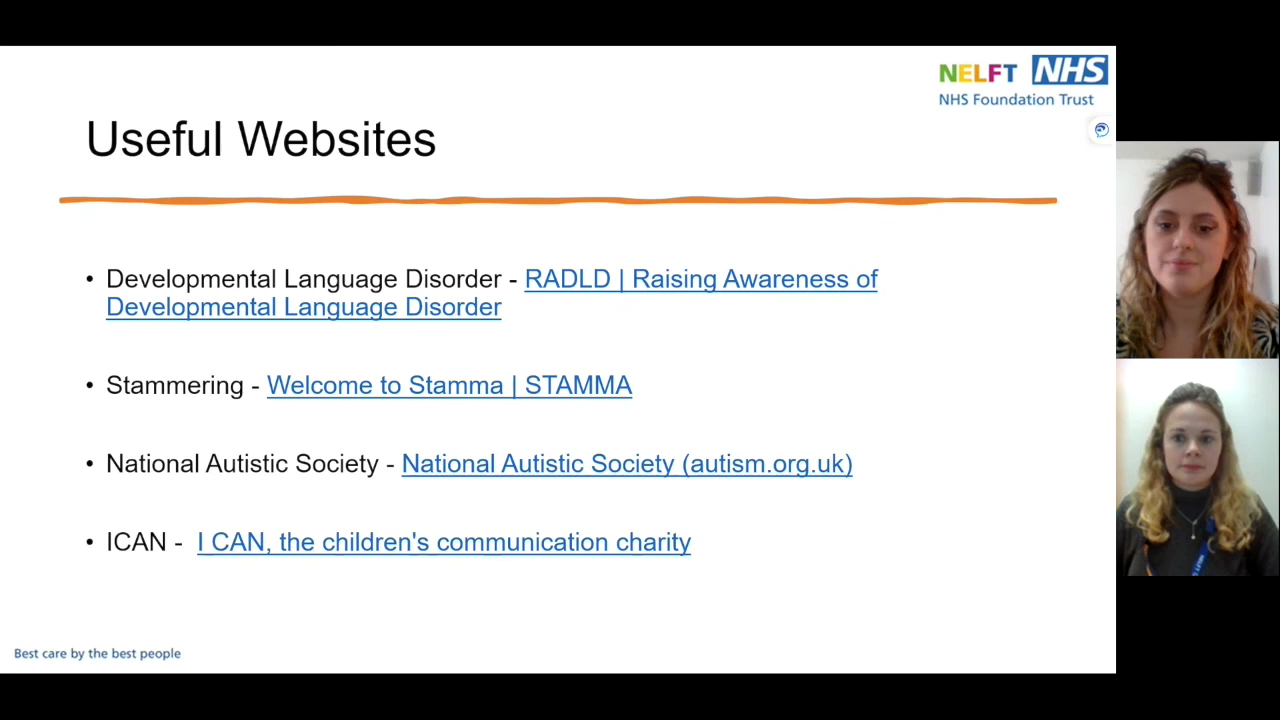 NELFT NHS
NHS Foundation Trust
Useful Websites
• Developmental Language Disorder - RADLD | Raising Awareness of
Developmental Language Disorder
• Stammering - Welcome to Stamma | STAMMA
• National Autistic Society - National Autistic Society (autism.org.uk)
• ICAN - I CAN, the children's communication charity
Best care by the best people